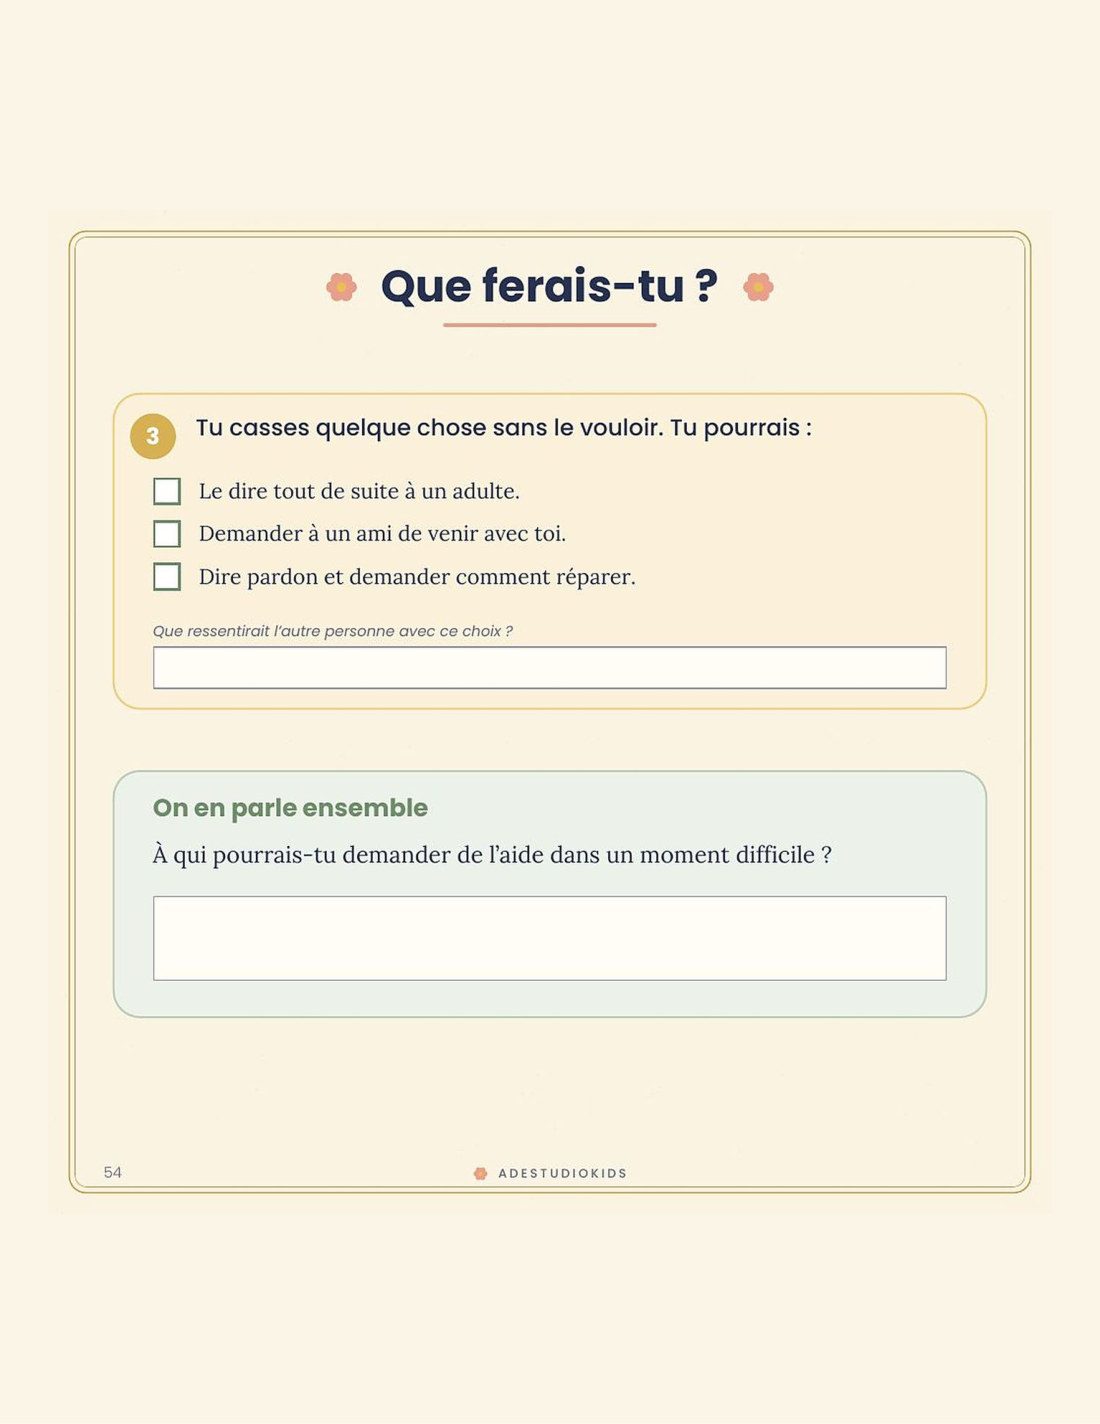 Que ferais-tu ?
3
Tu casses quelque chose sans le vouloir. Tu pourrais :
Le dire tout de suite à un adulte.
Demander à un ami de venir avec toi.
Dire pardon et demander comment réparer.
Que ressentirait l'autre personne avec ce choix ?
On en parle ensemble
À qui pourrais-tu demander de l'aide dans un moment difficile ?
54
ADESTUDIOKIDS